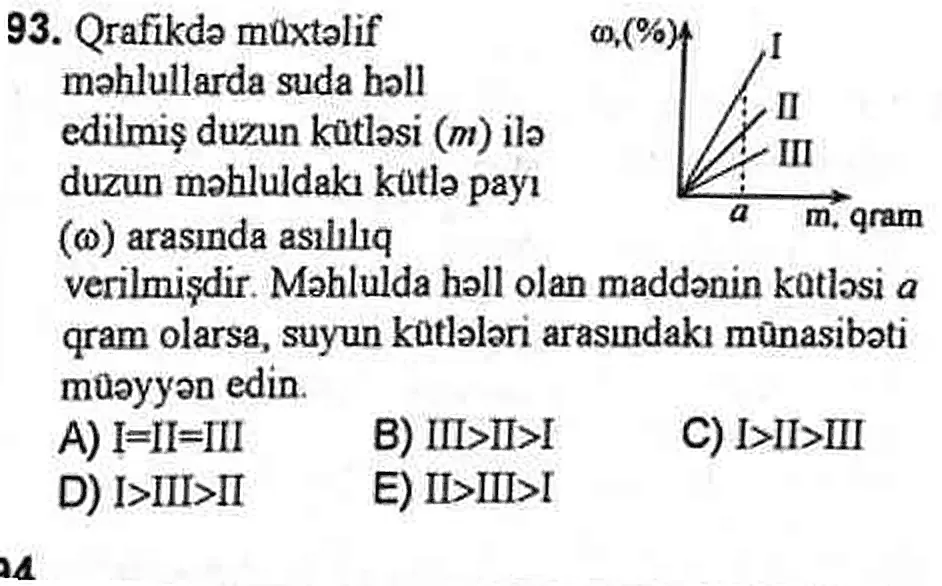 93. Qrafikdə müxtəlif
məhlullarda suda həll
edilmiş duzun kütləsi (m) ilə
duzun məhluldakı kütlə payı
(ω) arasında asılılıq
verilmişdir. Məhlulda həll olan maddənin kütləsi a
qram olarsa, suyun kütlələri arasındakı münasibəti
müəyyən edin.
ω,(%)
I
II
III
a
m, qram
A) I=II=III B) III>II>I C) I>II>III
D) I>III>II E) II>III>I
94